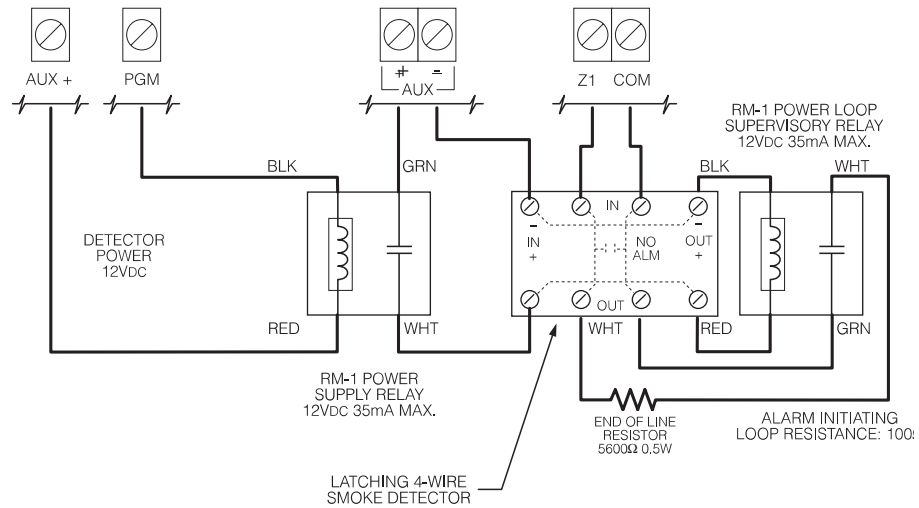 AUX +
PGM
+
-
AUX
Z1
COM
RM-1 POWER LOOP
SUPERVISORY RELAY
12VDC 35mA MAX.
BLK
GRN
BLK
WHT
DETECTOR
POWER
12VDC
-
IN
+
IN
NO
ALM
-
OUT
+
OUT
RED
WHT
WHT
RED
GRN
RM-1 POWER
SUPPLY RELAY
12VDC 35mA MAX.
END OF LINE
RESISTOR
5600Ω 0.5W
ALARM INITIATING
LOOP RESISTANCE: 100
LATCHING 4-WIRE
SMOKE DETECTOR